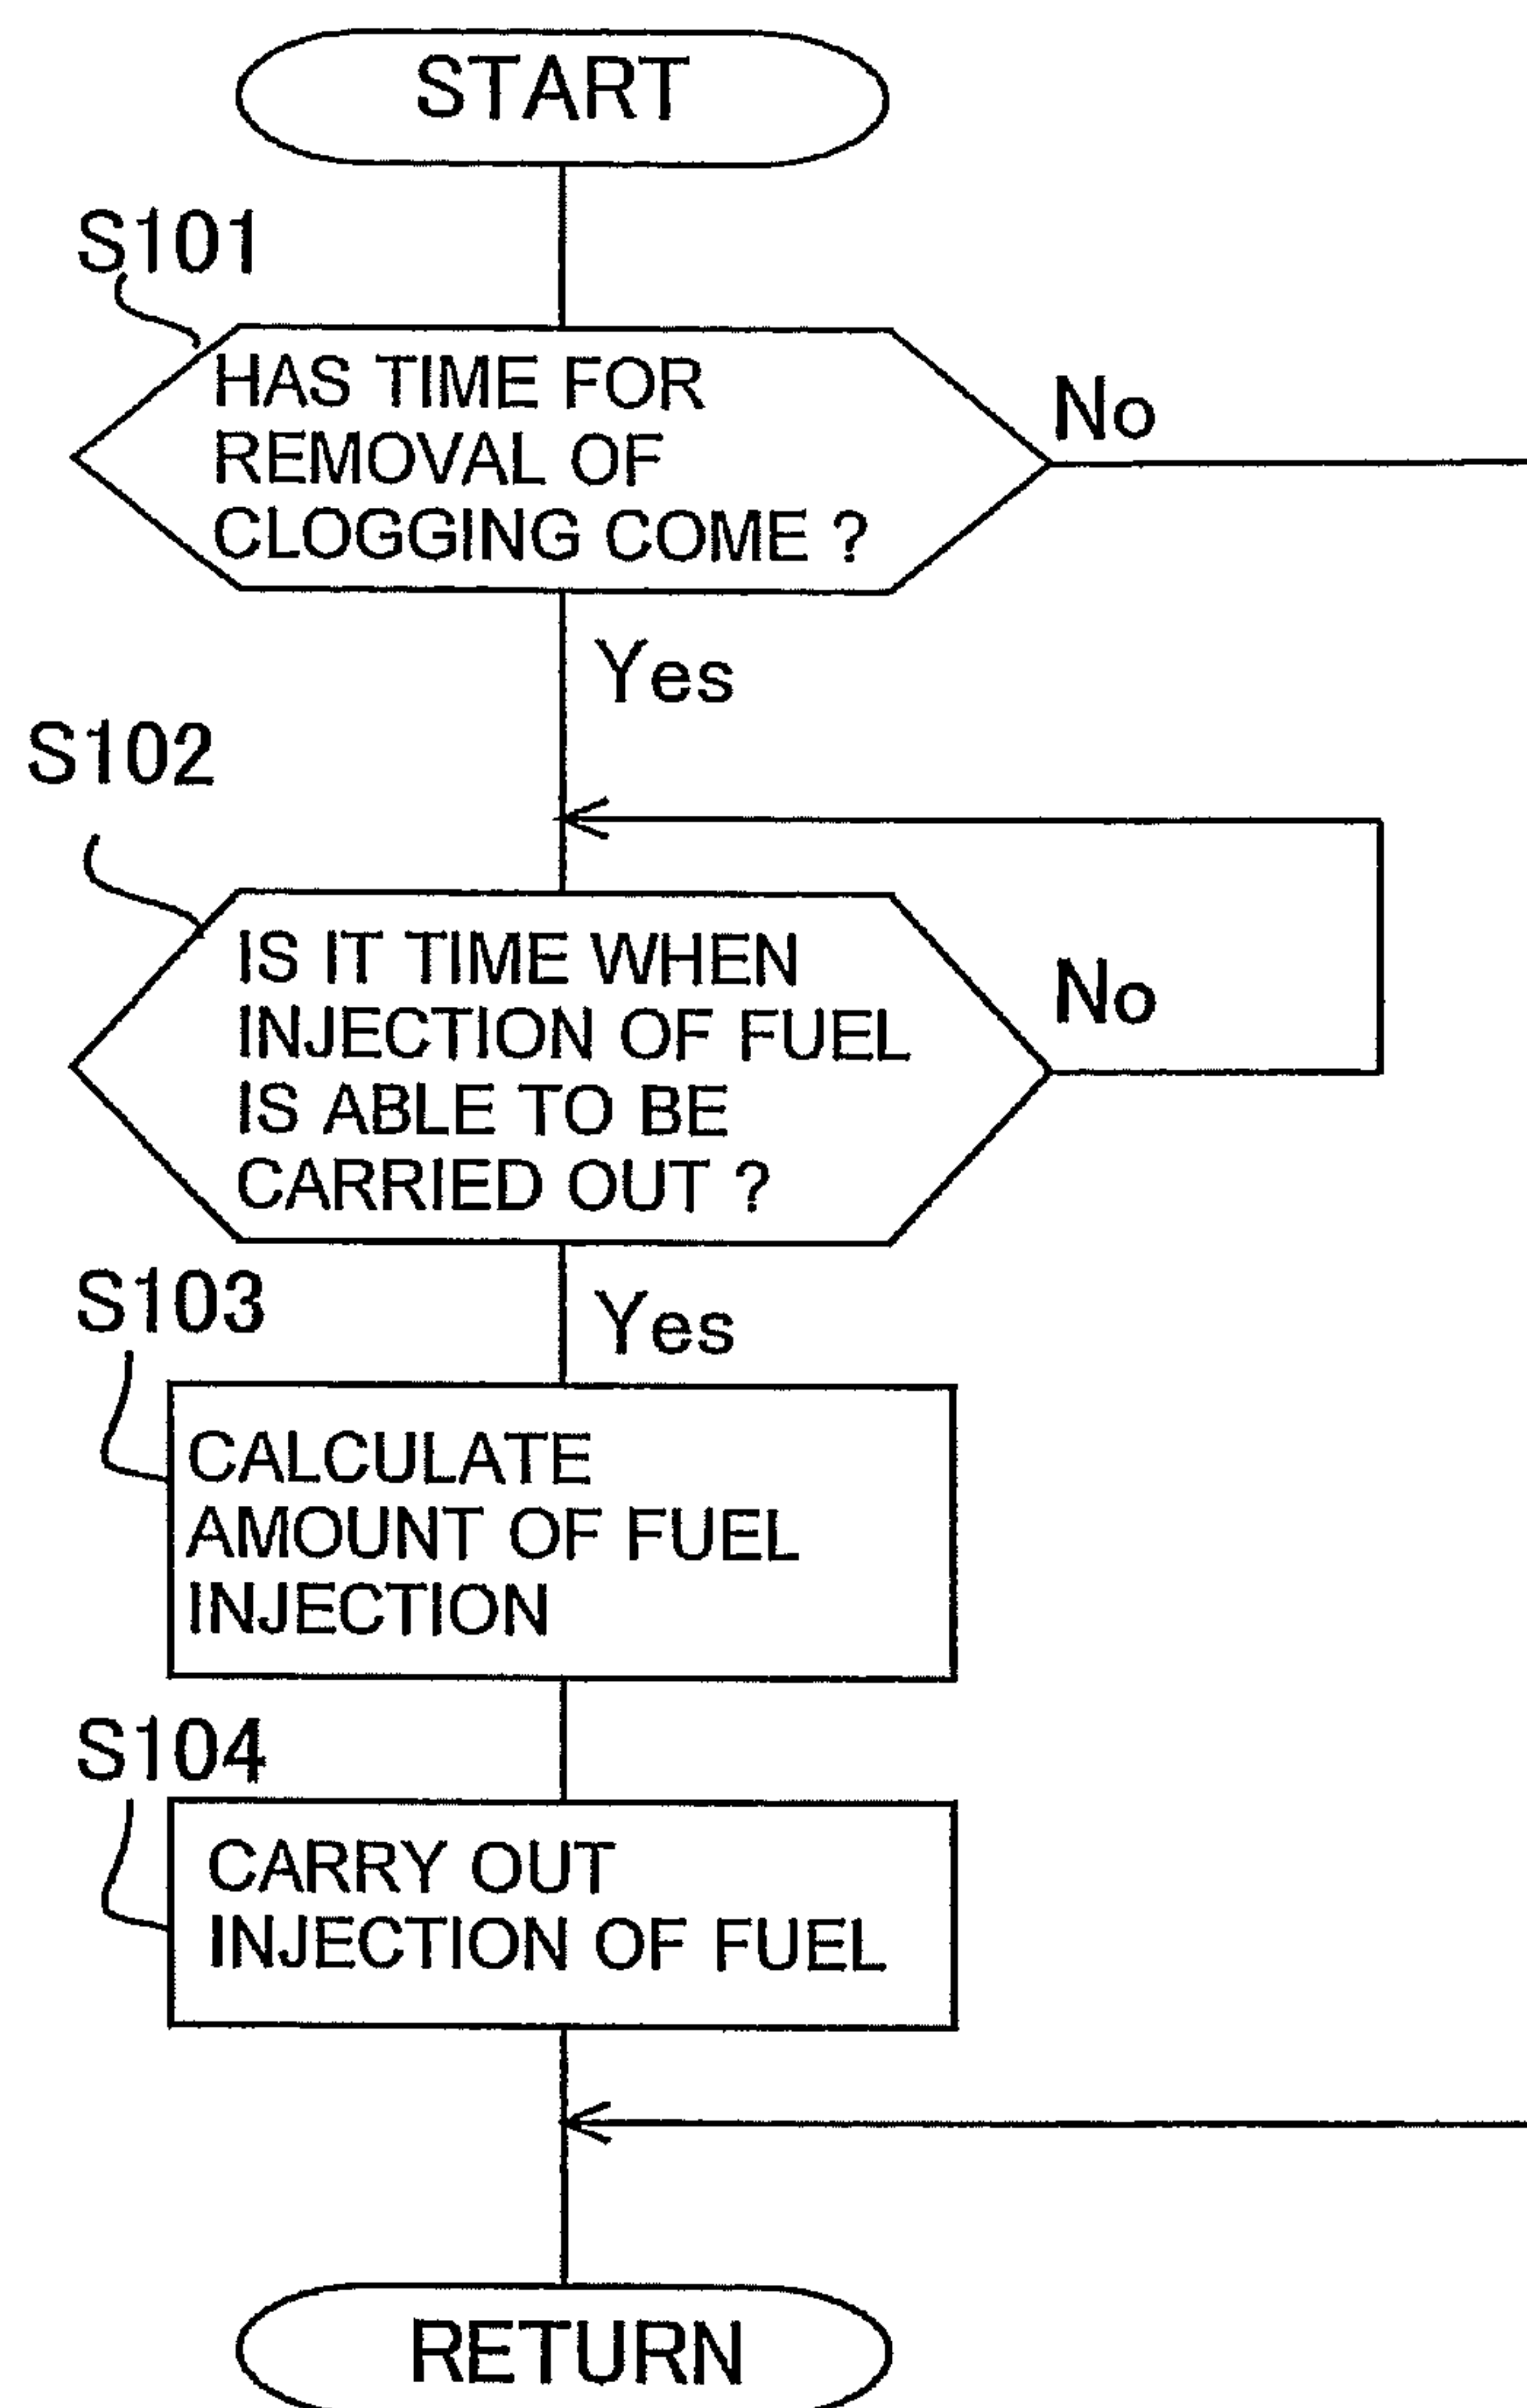 START
S101
HAS TIME FOR
REMOVAL OF
CLOGGING COME ?
No
Yes
S102
IS IT TIME WHEN
INJECTION OF FUEL
IS ABLE TO BE
CARRIED OUT ?
No
Yes
S103
CALCULATE
AMOUNT OF FUEL
INJECTION
S104
CARRY OUT
INJECTION OF FUEL
RETURN